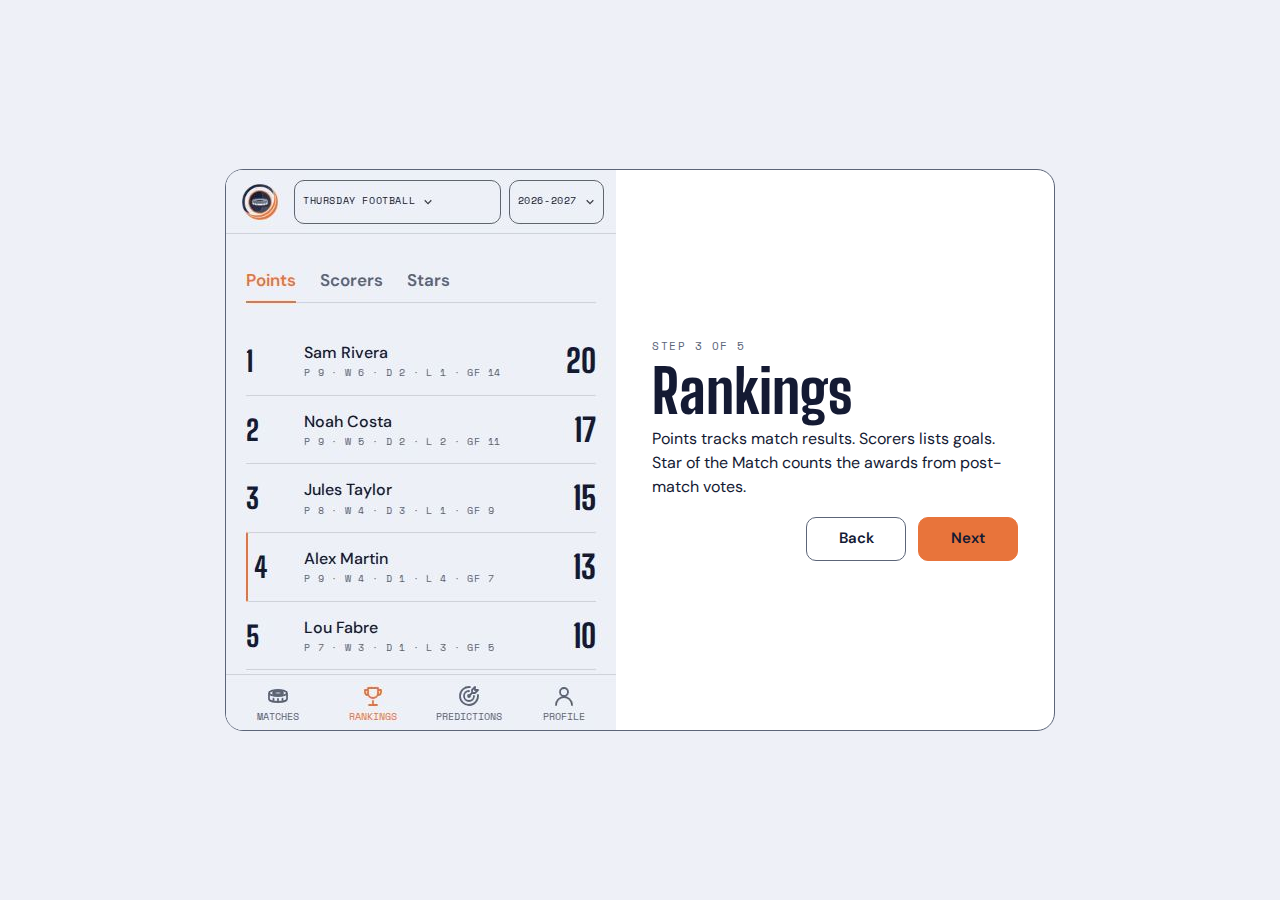 THURSDAY FOOTBALL
2026-2027
Points Scorers Stars
1 Sam Rivera 20
P 9 · W 6 · D 2 · L 1 · GF 14
2 Noah Costa 17
P 9 · W 5 · D 2 · L 2 · GF 11
3 Jules Taylor 15
P 8 · W 4 · D 3 · L 1 · GF 9
4 Alex Martin 13
P 9 · W 4 · D 1 · L 4 · GF 7
5 Lou Fabre 10
P 7 · W 3 · D 1 · L 3 · GF 5
MATCHES RANKINGS PREDICTIONS PROFILE
STEP 3 OF 5
Rankings
Points tracks match results. Scorers lists goals.
Star of the Match counts the awards from post-
match votes.
Back Next